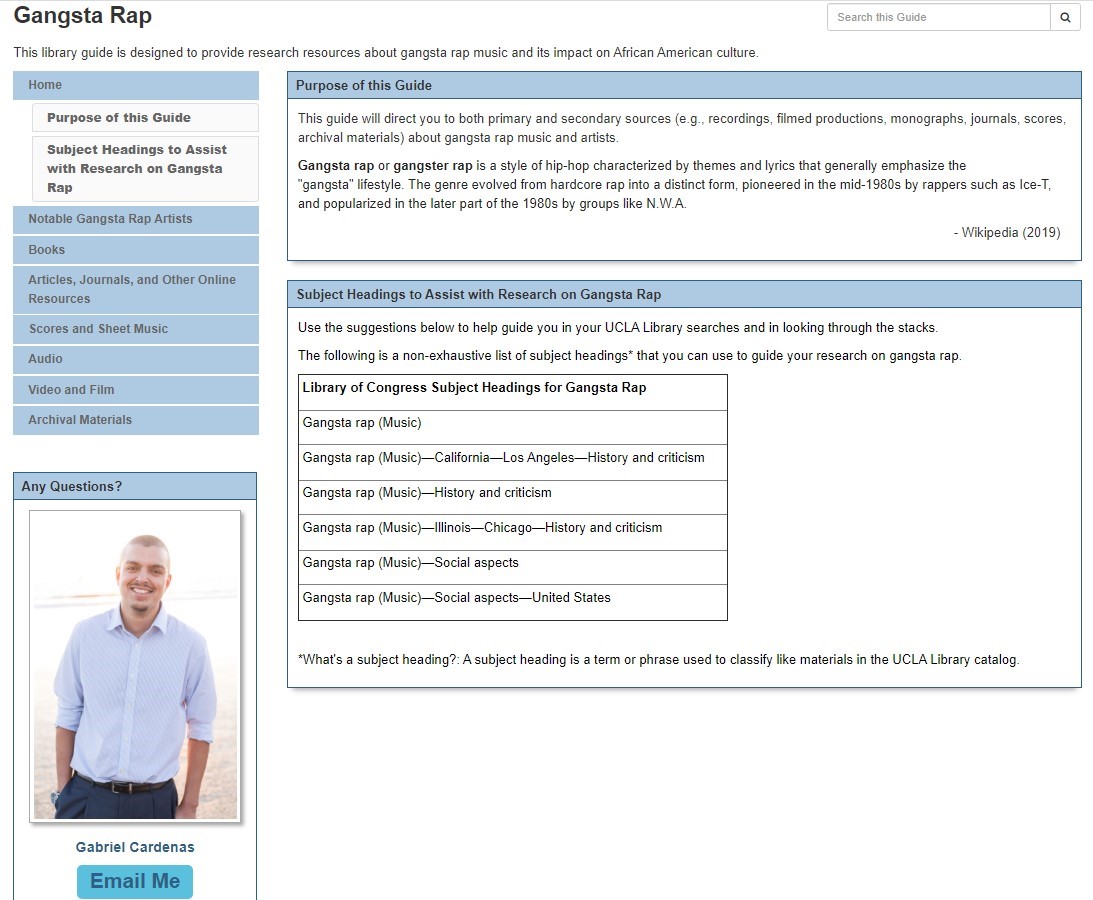 Gangsta Rap
Search this Guide
This library guide is designed to provide research resources about gangsta rap music and its impact on African American culture.
Home
Purpose of this Guide
Subject Headings to Assist
with Research on Gangsta
Rap
Notable Gangsta Rap Artists
Books
Articles, Journals, and Other Online
Resources
Scores and Sheet Music
Audio
Video and Film
Archival Materials
Any Questions?
Gabriel Cardenas
Email Me
Purpose of this Guide
This guide will direct you to both primary and secondary sources (e.g., recordings, filmed productions, monographs, journals, scores,
archival materials) about gangsta rap music and artists.
Gangsta rap or gangster rap is a style of hip-hop characterized by themes and lyrics that generally emphasize the
"gangsta" lifestyle. The genre evolved from hardcore rap into a distinct form, pioneered in the mid-1980s by rappers such as Ice-T,
and popularized in the later part of the 1980s by groups like N.W.A.
- Wikipedia (2019)
Subject Headings to Assist with Research on Gangsta Rap
Use the suggestions below to help guide you in your UCLA Library searches and in looking through the stacks.
The following is a non-exhaustive list of subject headings* that you can use to guide your research on gangsta rap.
Library of Congress Subject Headings for Gangsta Rap
Gangsta rap (Music)
Gangsta rap (Music)—California—Los Angeles—History and criticism
Gangsta rap (Music)—History and criticism
Gangsta rap (Music)—Illinois—Chicago—History and criticism
Gangsta rap (Music)—Social aspects
Gangsta rap (Music)—Social aspects—United States
*What's a subject heading?: A subject heading is a term or phrase used to classify like materials in the UCLA Library catalog.